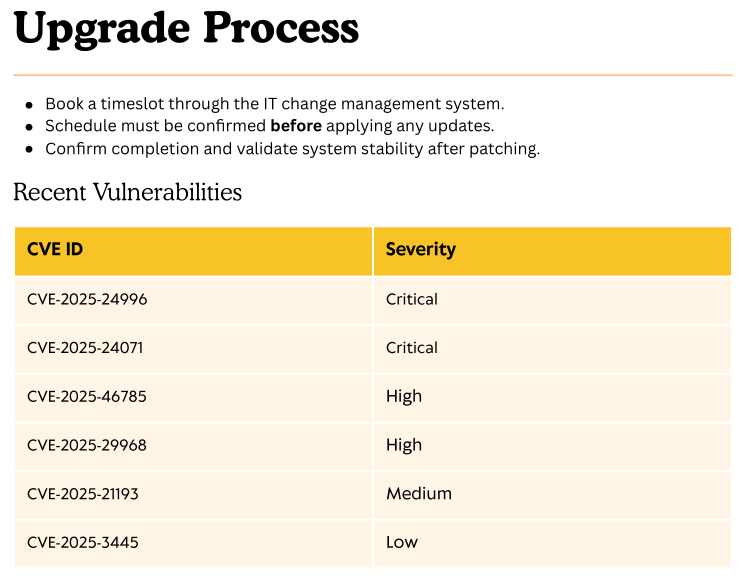 Upgrade Process
• Book a timeslot through the IT change management system.
• Schedule must be confirmed before applying any updates.
• Confirm completion and validate system stability after patching.
Recent Vulnerabilities
CVE ID Severity
CVE-2025-24996 Critical
CVE-2025-24071 Critical
CVE-2025-46785 High
CVE-2025-29968 High
CVE-2025-21193 Medium
CVE-2025-3445 Low